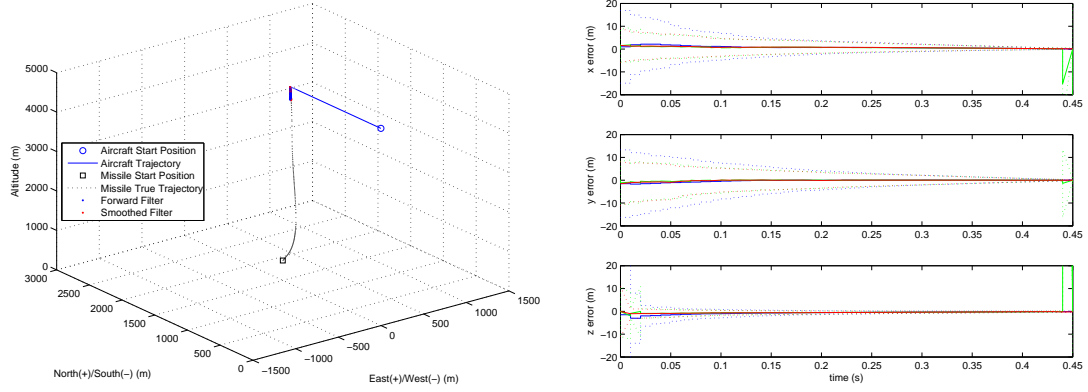 5000
4000
3000
2000
1000
0
Altitude (m)
Aircraft Start Position
Aircraft Trajectory
Missile Start Position
Missile True Trajectory
Forward Filter
Smoothed Filter
3000
2500
2000
1500
1000
500
0
North(+)/South(−) (m)
−1500
−1000
−500
0
500
1000
1500
East(+)/West(−) (m)
20
10
0
−10
−20
x error (m)
0 0.05 0.1 0.15 0.2 0.25 0.3 0.35 0.4 0.45
20
10
0
−10
−20
y error (m)
0 0.05 0.1 0.15 0.2 0.25 0.3 0.35 0.4 0.45
20
10
0
−10
−20
z error (m)
0 0.05 0.1 0.15 0.2 0.25 0.3 0.35 0.4 0.45
time (s)